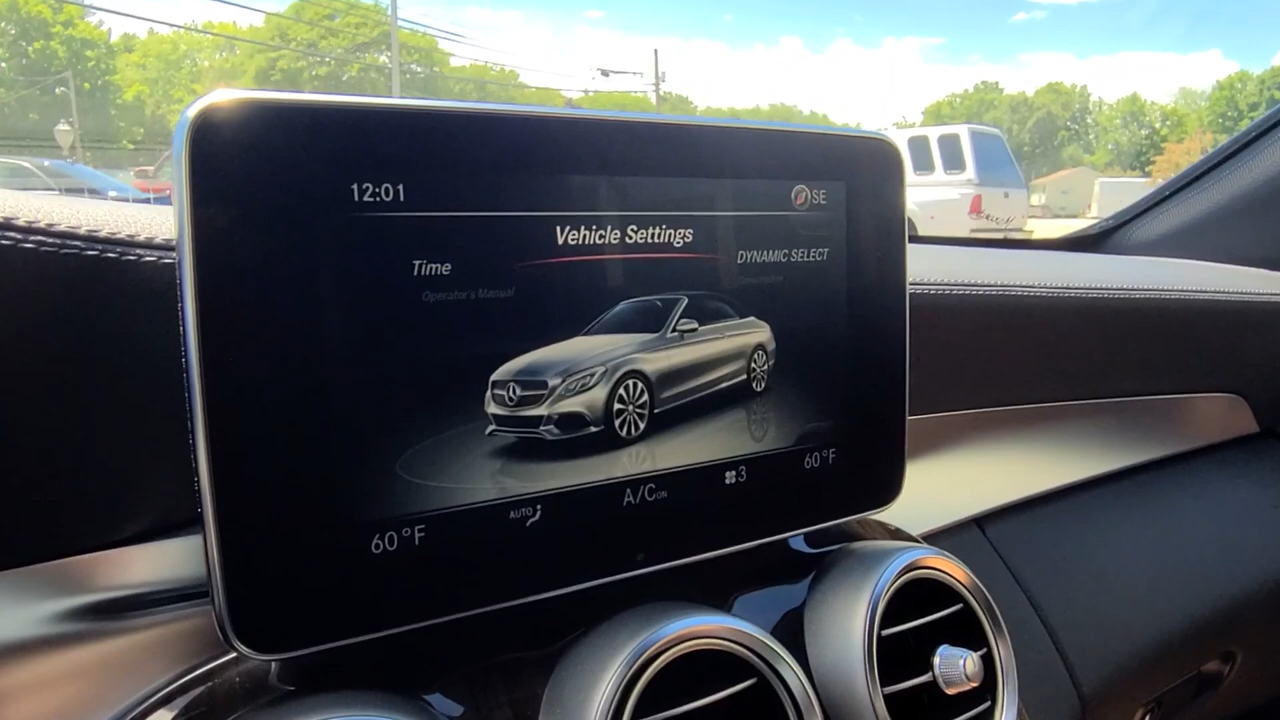 12:01
SE
Vehicle Settings
Time
DYNAMIC SELECT
Operator's Manual
60°F
AUTO
A/C ON
3
60°F